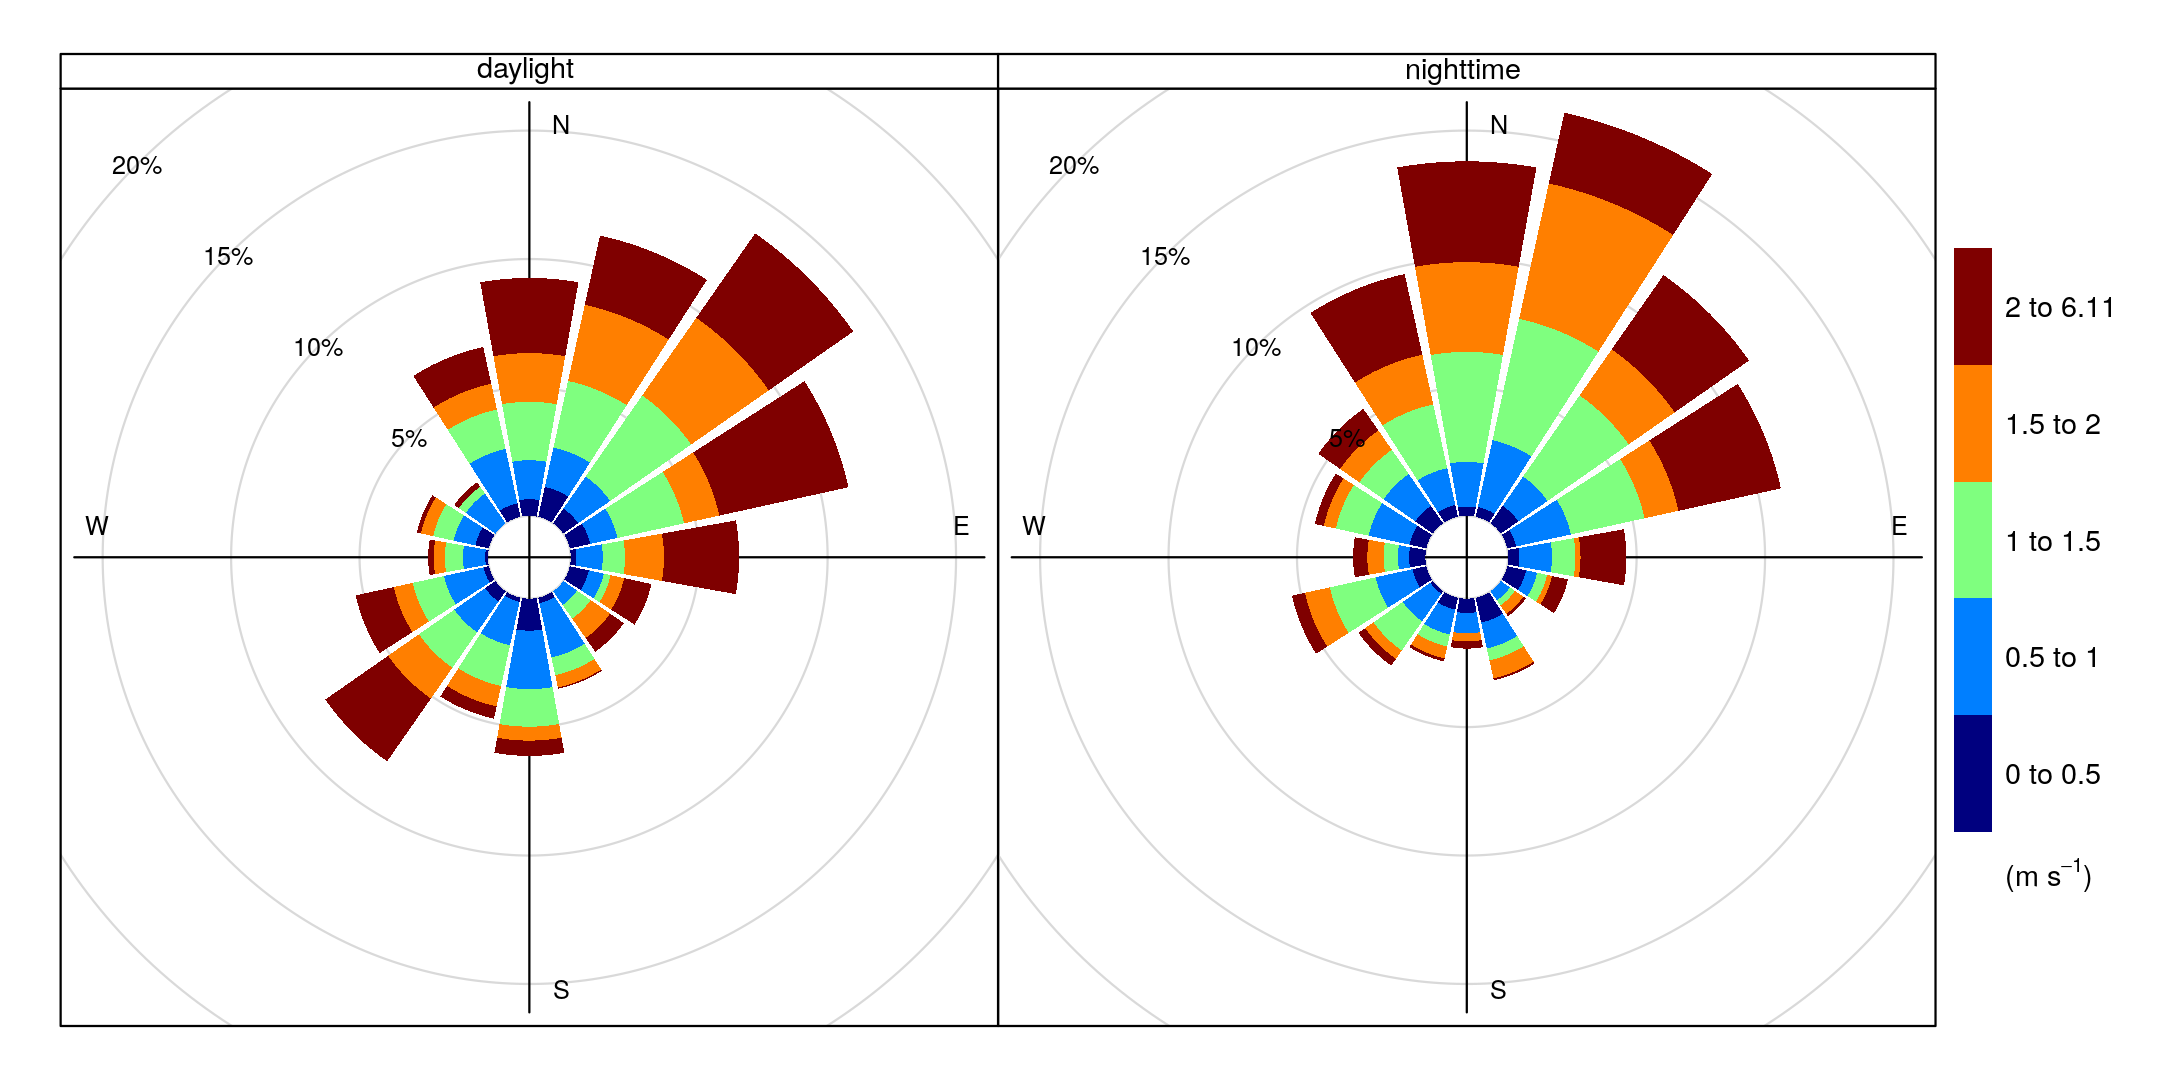 daylight
N
20%
15%
10%
5%
W
E
S
nighttime
N
20%
15%
10%
5%
W
E
S
2 to 6.11
1.5 to 2
1 to 1.5
0.5 to 1
0 to 0.5
(m s⁻¹)